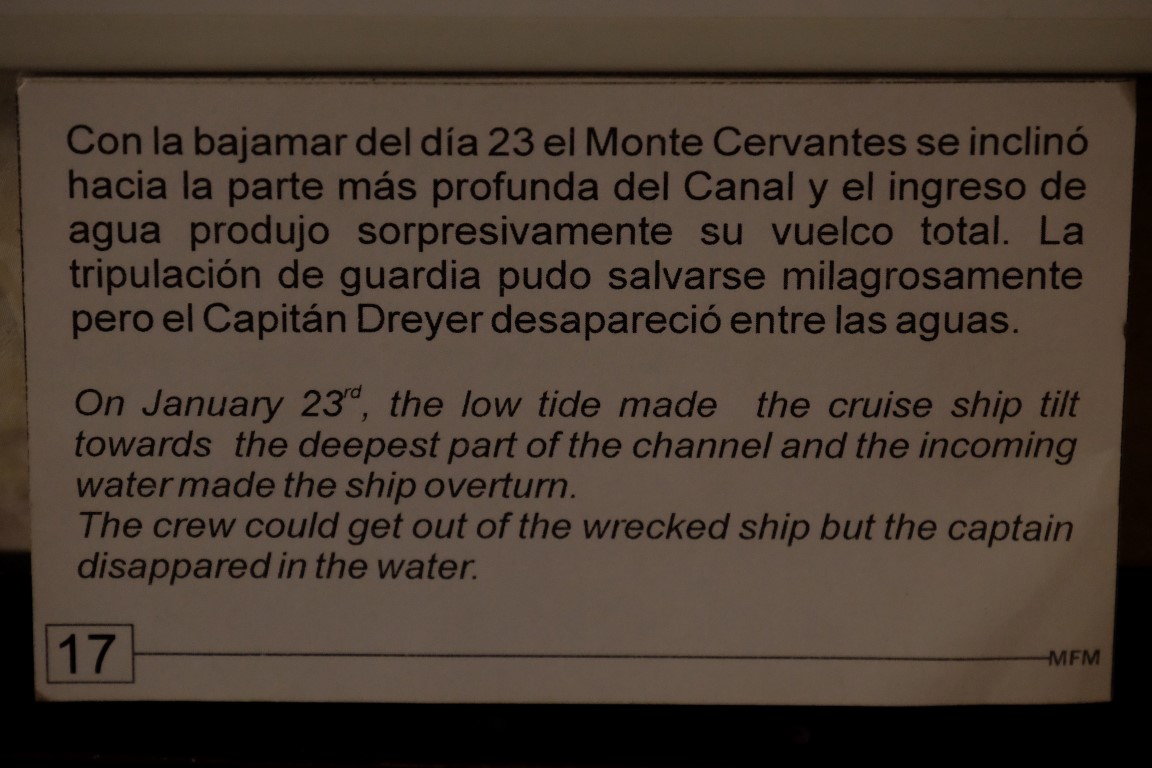 Con la bajamar del día 23 el Monte Cervantes se inclinó
hacia la parte más profunda del Canal y el ingreso de
agua produjo sorpresivamente su vuelco total. La
tripulación de guardia pudo salvarse milagrosamente
pero el Capitán Dreyer desapareció entre las aguas.
On January 23rd, the low tide made the cruise ship tilt
towards the deepest part of the channel and the incoming
water made the ship overturn.
The crew could get out of the wrecked ship but the captain
disappared in the water.
17
MFM